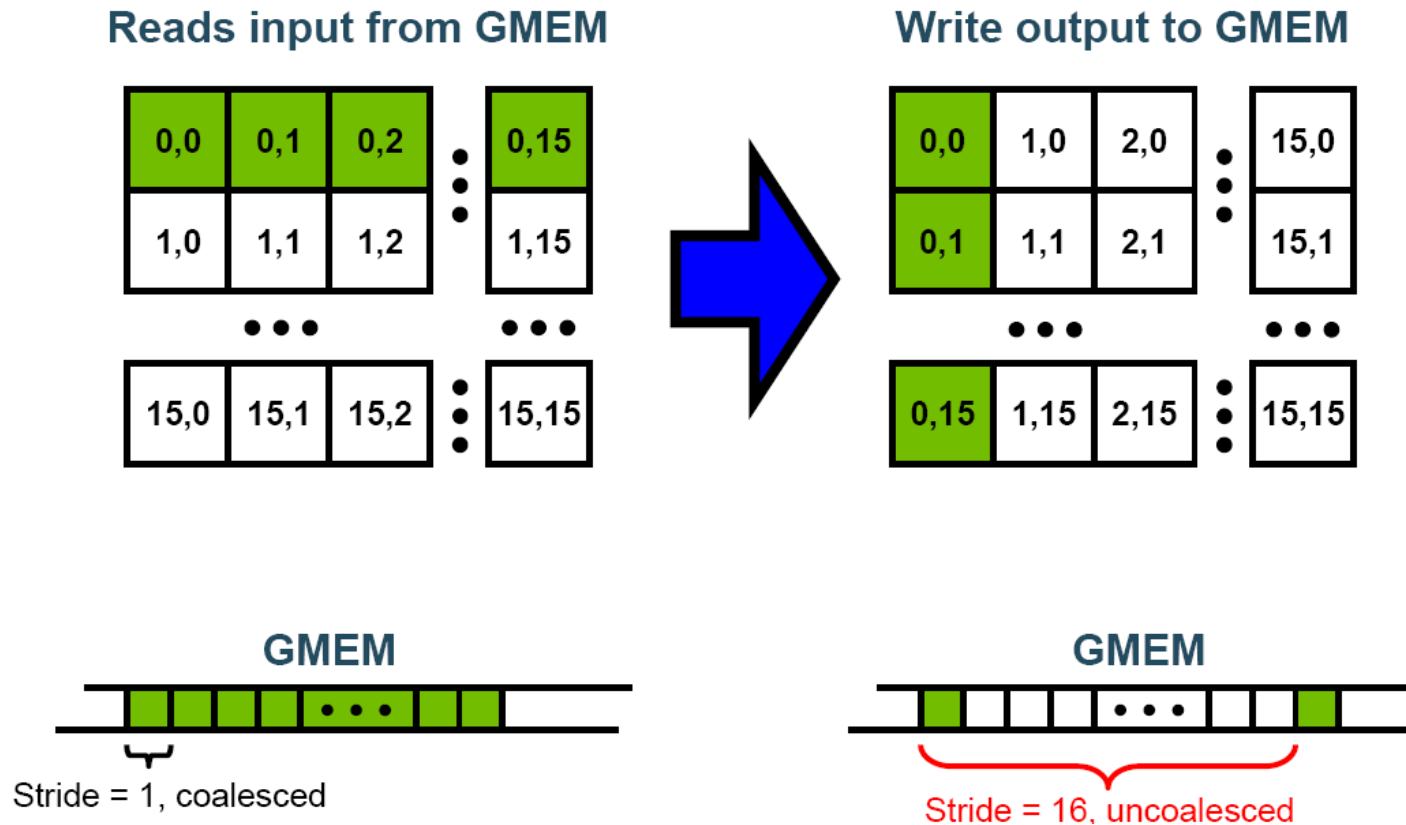 Reads input from GMEM
Write output to GMEM
0,0 0,1 0,2 0,15
1,0 1,1 1,2 1,15
15,0 15,1 15,2 15,15
0,0 1,0 2,0 15,0
0,1 1,1 2,1 15,1
0,15 1,15 2,15 15,15
GMEM
Stride = 1, coalesced
GMEM
Stride = 16, uncoalesced